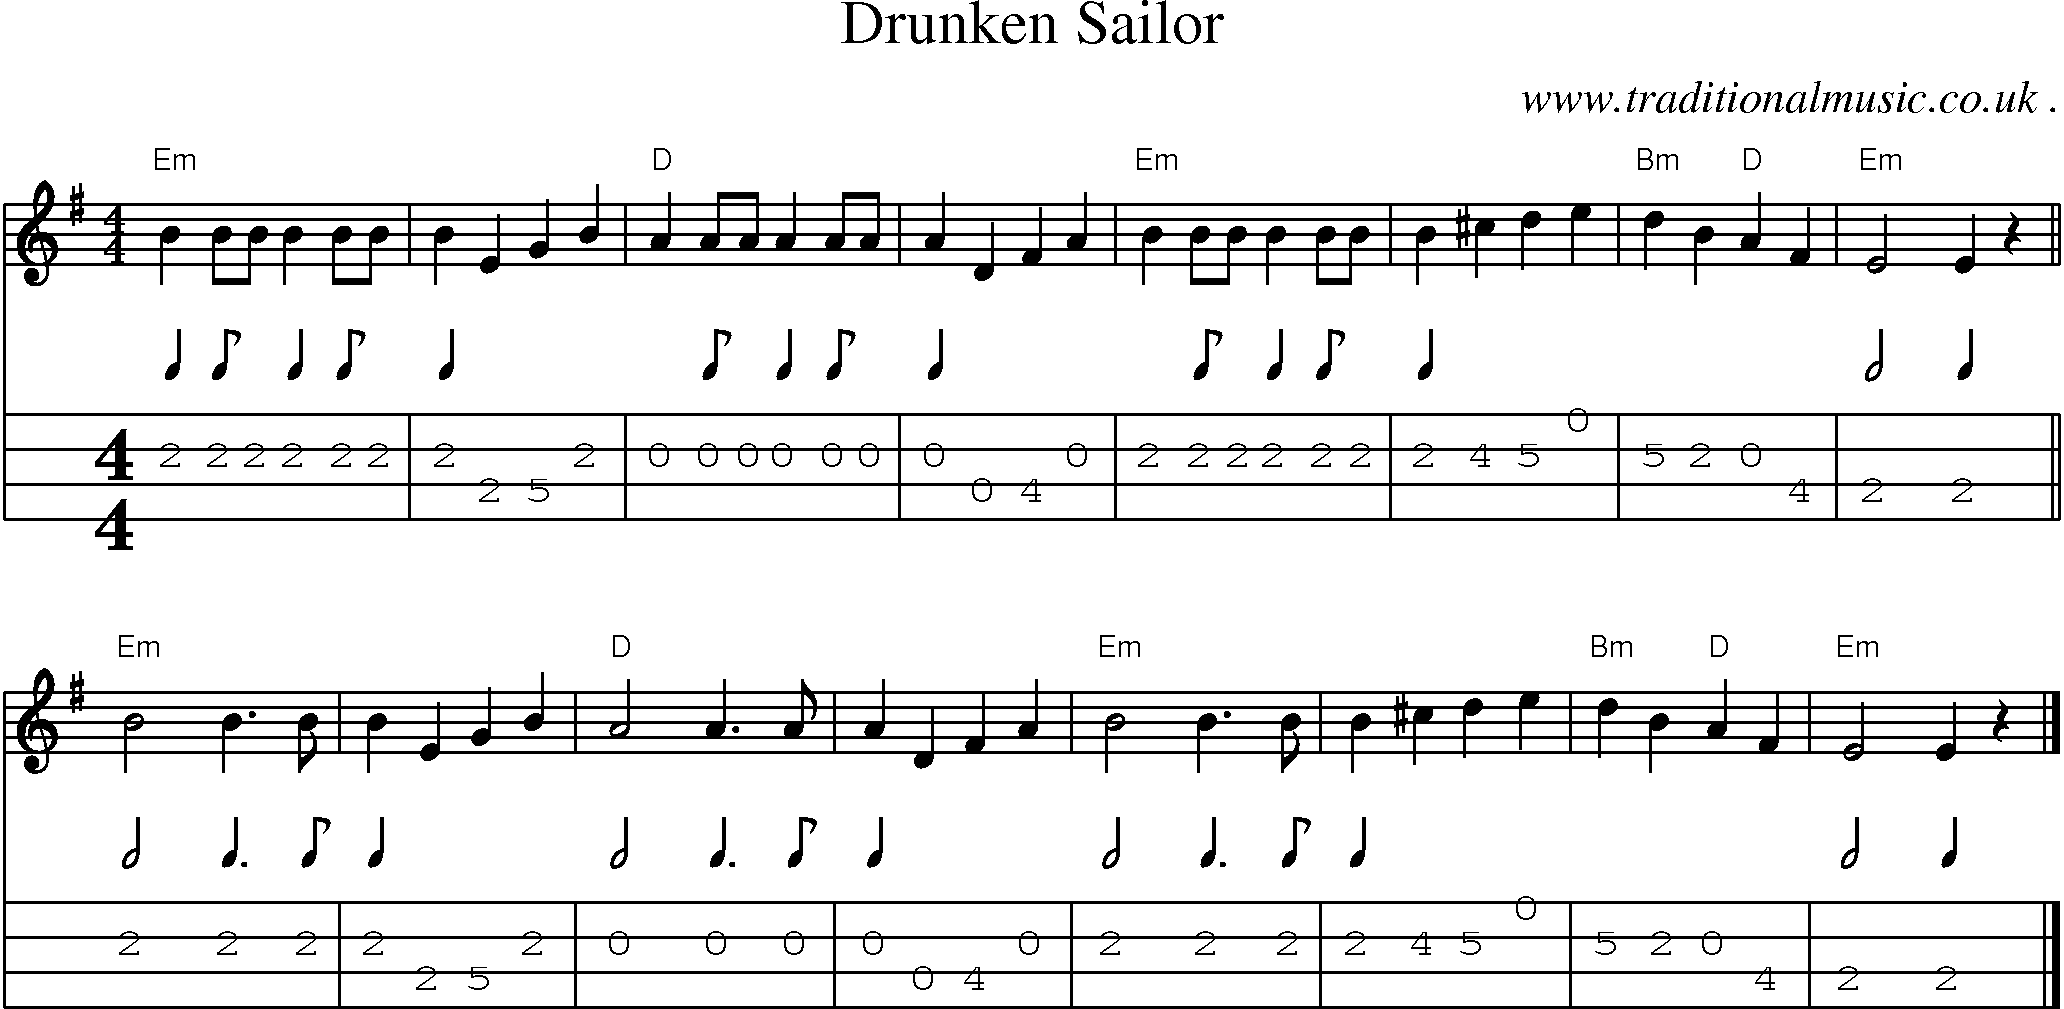 Drunken Sailor
www.traditionalmusic.co.uk .
Em D Em Bm D Em
4 4
4 2 2 2 2 2 2 2 2 5 2 0 0 0 0 0 0 0 0 4 0 2 2 2 2 2 2 2 4 5 0 5 2 0 4 2 2
4
Em D Em Bm D Em
2 2 2 2 2 5 2 0 0 0 0 0 4 0 2 2 2 2 4 5 0 5 2 0 4 2 2